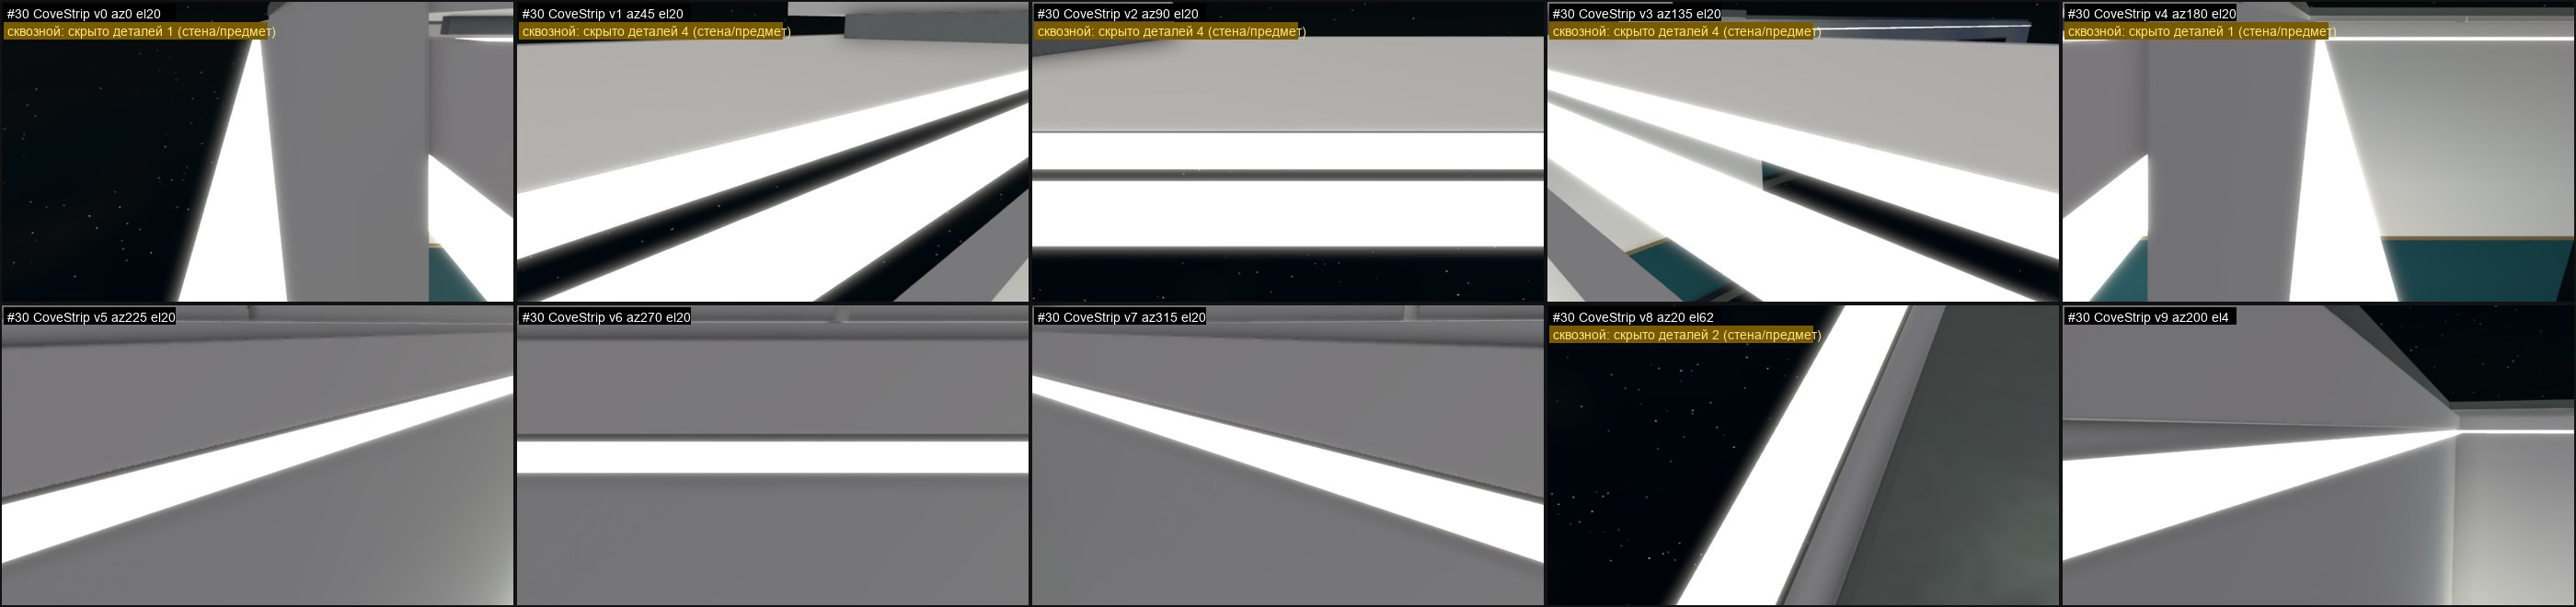 #30 CoveStrip v0 az0 el20
сквозной: скрыто деталей 1 (стена/предмет)
#30 CoveStrip v1 az45 el20
сквозной: скрыто деталей 4 (стена/предмет)
#30 CoveStrip v2 az90 el20
сквозной: скрыто деталей 4 (стена/предмет)
#30 CoveStrip v3 az135 el20
сквозной: скрыто деталей 4 (стена/предмет)
#30 CoveStrip v4 az180 el20
сквозной: скрыто деталей 1 (стена/предмет)
#30 CoveStrip v5 az225 el20
#30 CoveStrip v6 az270 el20
#30 CoveStrip v7 az315 el20
#30 CoveStrip v8 az20 el62
сквозной: скрыто деталей 2 (стена/предмет)
#30 CoveStrip v9 az200 el4